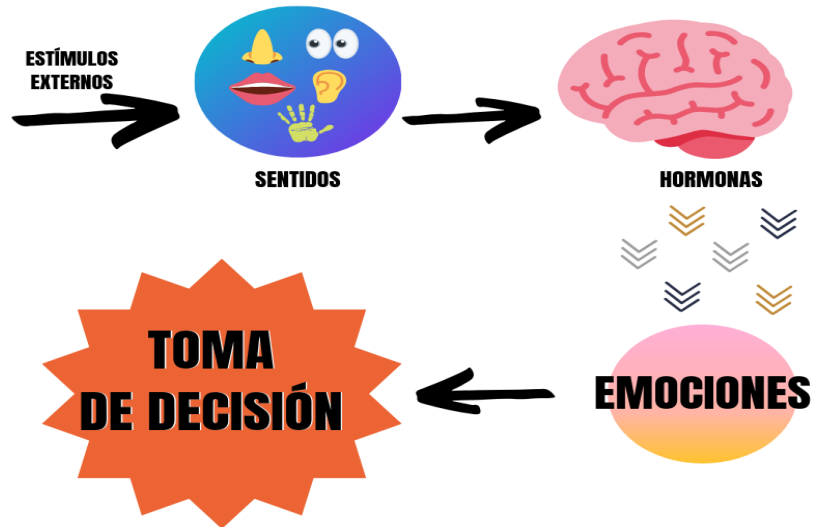 ESTÍMULOS
EXTERNOS
SENTIDOS
HORMONAS
EMOCIONES
TOMA
DE DECISIÓN